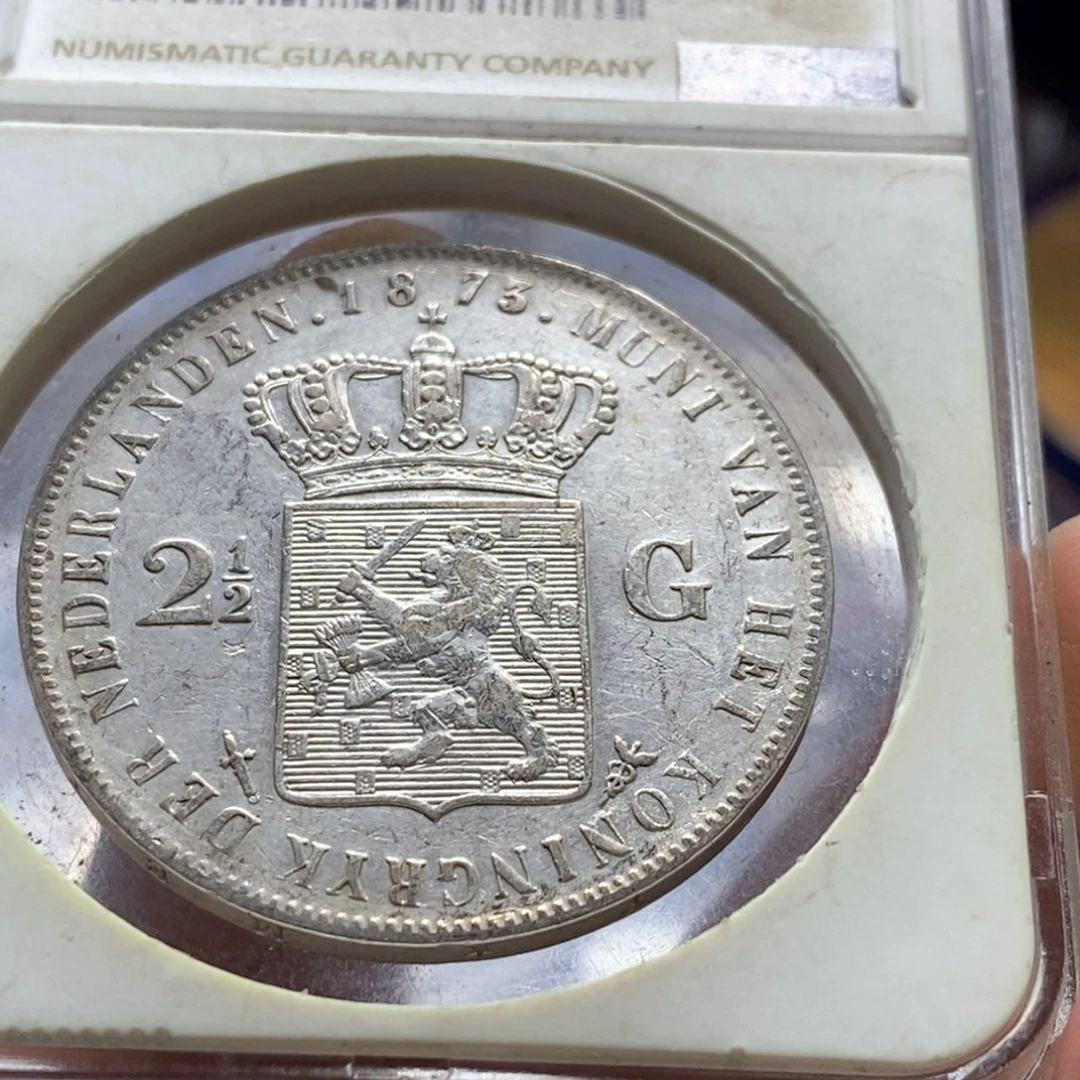 NUMISMATIC GUARANTY COMPANY
MUNT VAN HET KONINGRYK DER NEDERLANDEN. 1873.
2½ G